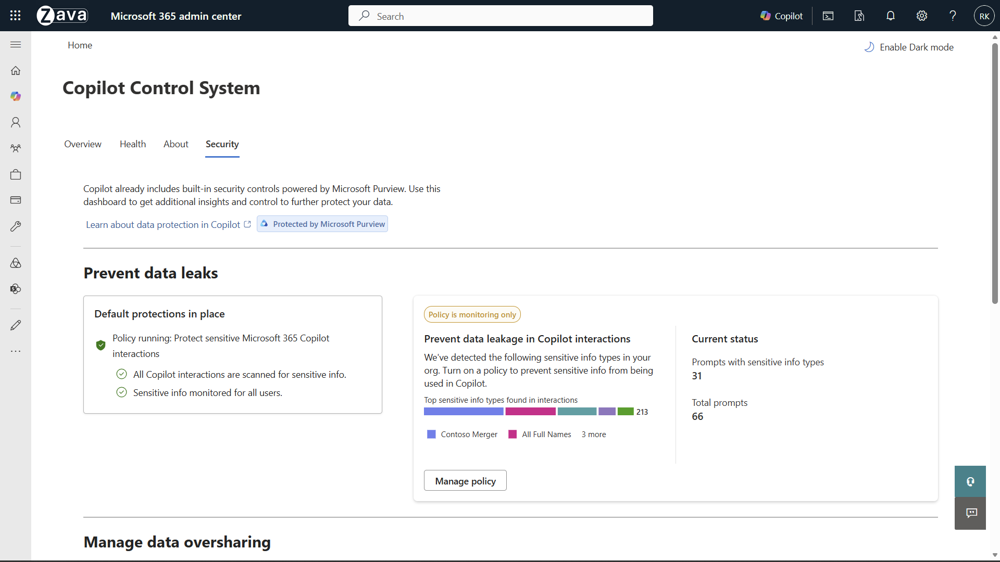 Zava
Microsoft 365 admin center
Search
Copilot
RK
Home
Enable Dark mode
Copilot Control System
Overview
Health
About
Security
Copilot already includes built-in security controls powered by Microsoft Purview. Use this
dashboard to get additional insights and control to further protect your data.
Learn about data protection in Copilot
Protected by Microsoft Purview
Prevent data leaks
Default protections in place
Policy running: Protect sensitive Microsoft 365 Copilot
interactions
All Copilot interactions are scanned for sensitive info.
Sensitive info monitored for all users.
Policy is monitoring only
Prevent data leakage in Copilot interactions
We've detected the following sensitive info types in your
org. Turn on a policy to prevent sensitive info from being
used in Copilot.
Top sensitive info types found in interactions
213
Contoso Merger
All Full Names
3 more
Manage policy
Current status
Prompts with sensitive info types
31
Total prompts
66
Manage data oversharing